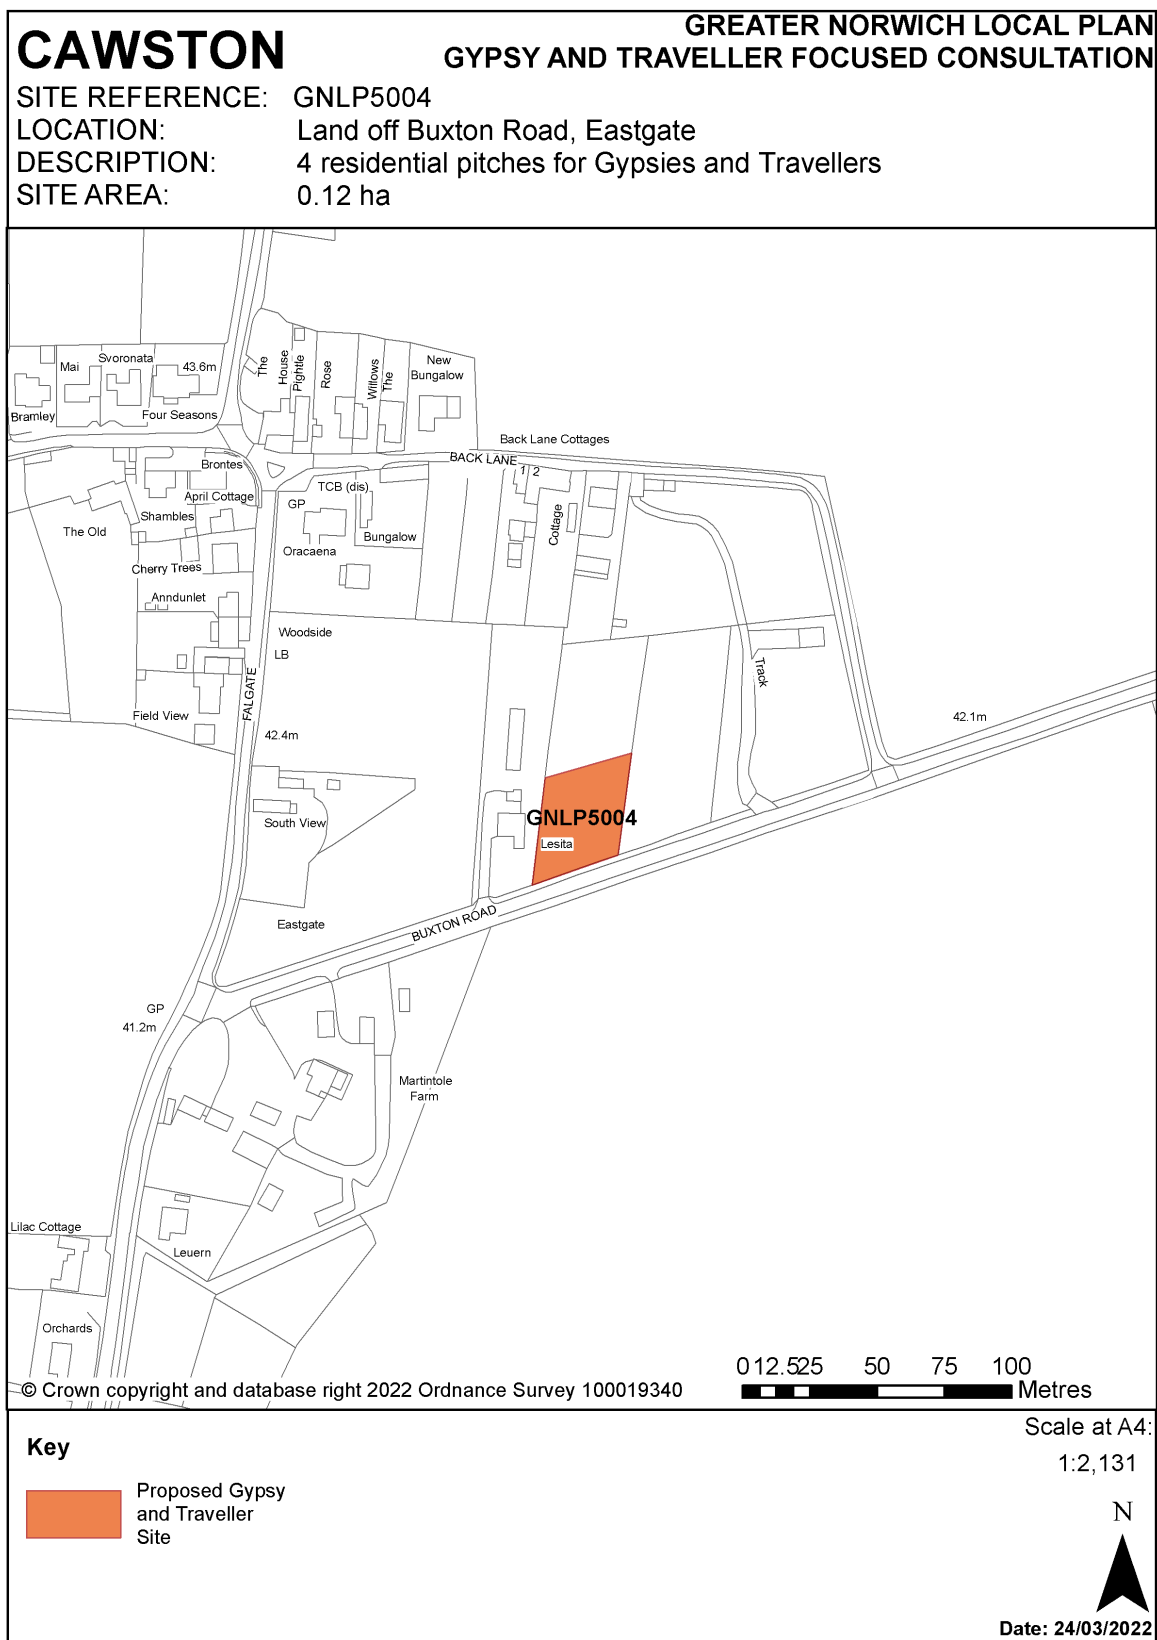 CAWSTON
GREATER NORWICH LOCAL PLAN
GYPSY AND TRAVELLER FOCUSED CONSULTATION
SITE REFERENCE: GNLP5004
LOCATION: Land off Buxton Road, Eastgate
DESCRIPTION: 4 residential pitches for Gypsies and Travellers
SITE AREA: 0.12 ha
Mai
Svoronata
43.6m
Bramley
Four Seasons
The
House
Pightle
Rose
Willows
The
New
Bungalow
Back Lane Cottages
BACK LANE
1 2
Brontes
April Cottage
TCB (dis)
GP
Shambles
The Old
Bungalow
Cottage
Oracaena
Cherry Trees
Anndunlet
Woodside
LB
FALGATE
Track
Field View
42.4m
42.1m
South View
GNLP5004
Lesita
Eastgate
BUXTON ROAD
GP
41.2m
Martintole
Farm
Lilac Cottage
Leuern
Orchards
0 12.5 25 50 75 100
Metres
© Crown copyright and database right 2022 Ordnance Survey 100019340
Key
Proposed Gypsy
and Traveller
Site
Scale at A4:
1:2,131
N
Date: 24/03/2022